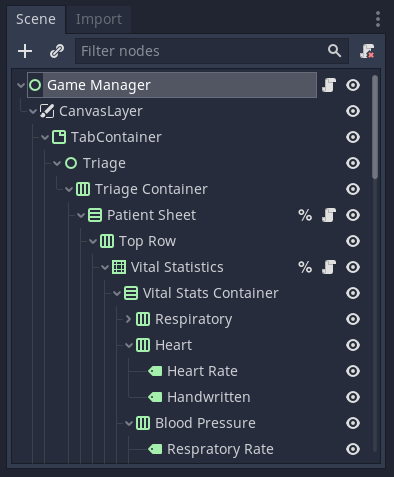 Scene Import
Filter nodes
Game Manager
CanvasLayer
TabContainer
Triage
Triage Container
Patient Sheet %
Top Row
Vital Statistics %
Vital Stats Container
Respiratory
Heart
Heart Rate
Handwritten
Blood Pressure
Respratory Rate